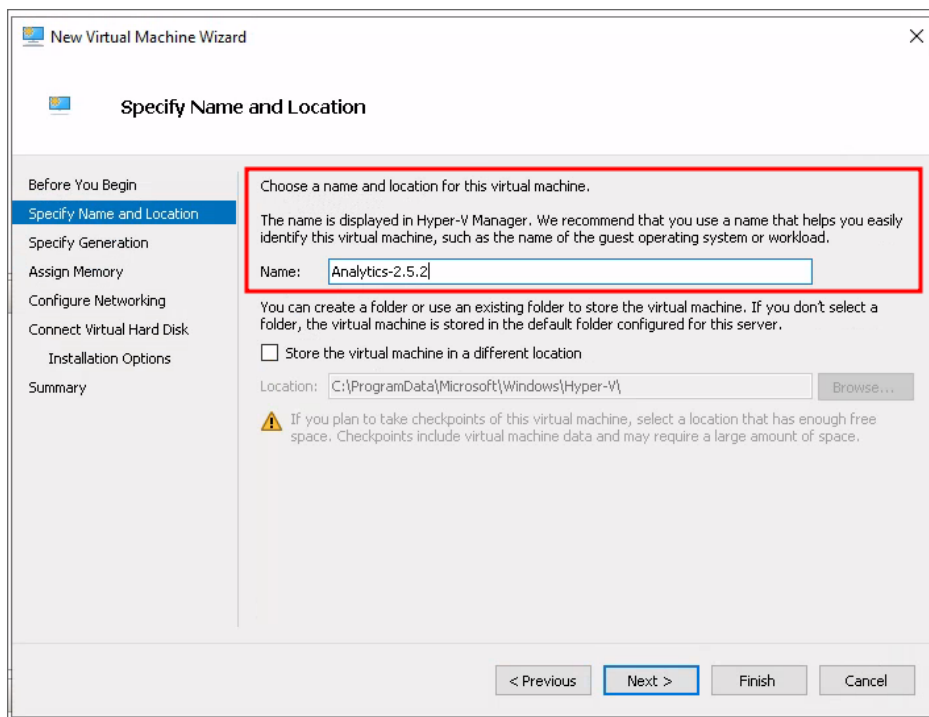 New Virtual Machine Wizard
Specify Name and Location
Before You Begin
Specify Name and Location
Specify Generation
Assign Memory
Configure Networking
Connect Virtual Hard Disk
Installation Options
Summary
Choose a name and location for this virtual machine.
The name is displayed in Hyper-V Manager. We recommend that you use a name that helps you easily
identify this virtual machine, such as the name of the guest operating system or workload.
Name: Analytics-2.5.2
You can create a folder or use an existing folder to store the virtual machine. If you don't select a
folder, the virtual machine is stored in the default folder configured for this server.
Store the virtual machine in a different location
Location: C:\ProgramData\Microsoft\Windows\Hyper-V\ Browse...
If you plan to take checkpoints of this virtual machine, select a location that has enough free
space. Checkpoints include virtual machine data and may require a large amount of space.
< Previous Next > Finish Cancel